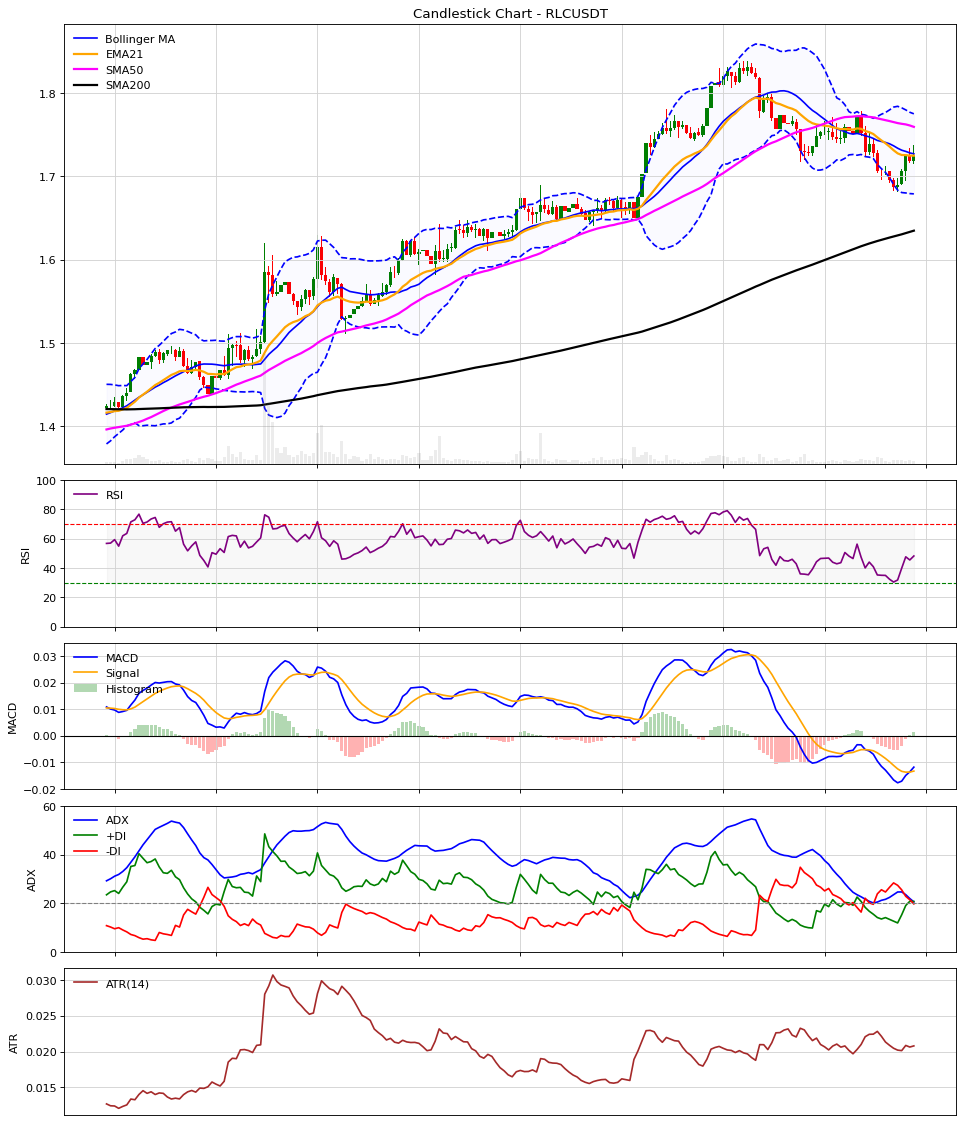 Candlestick Chart - RLCUSDT
Bollinger MA
EMA21
SMA50
SMA200
1.8
1.7
1.6
1.5
1.4
RSI
RSI
100
80
60
40
20
0
MACD
Signal
Histogram
MACD
0.03
0.02
0.01
0.00
−0.01
−0.02
ADX
+DI
-DI
ADX
60
40
20
0
ATR(14)
ATR
0.030
0.025
0.020
0.015